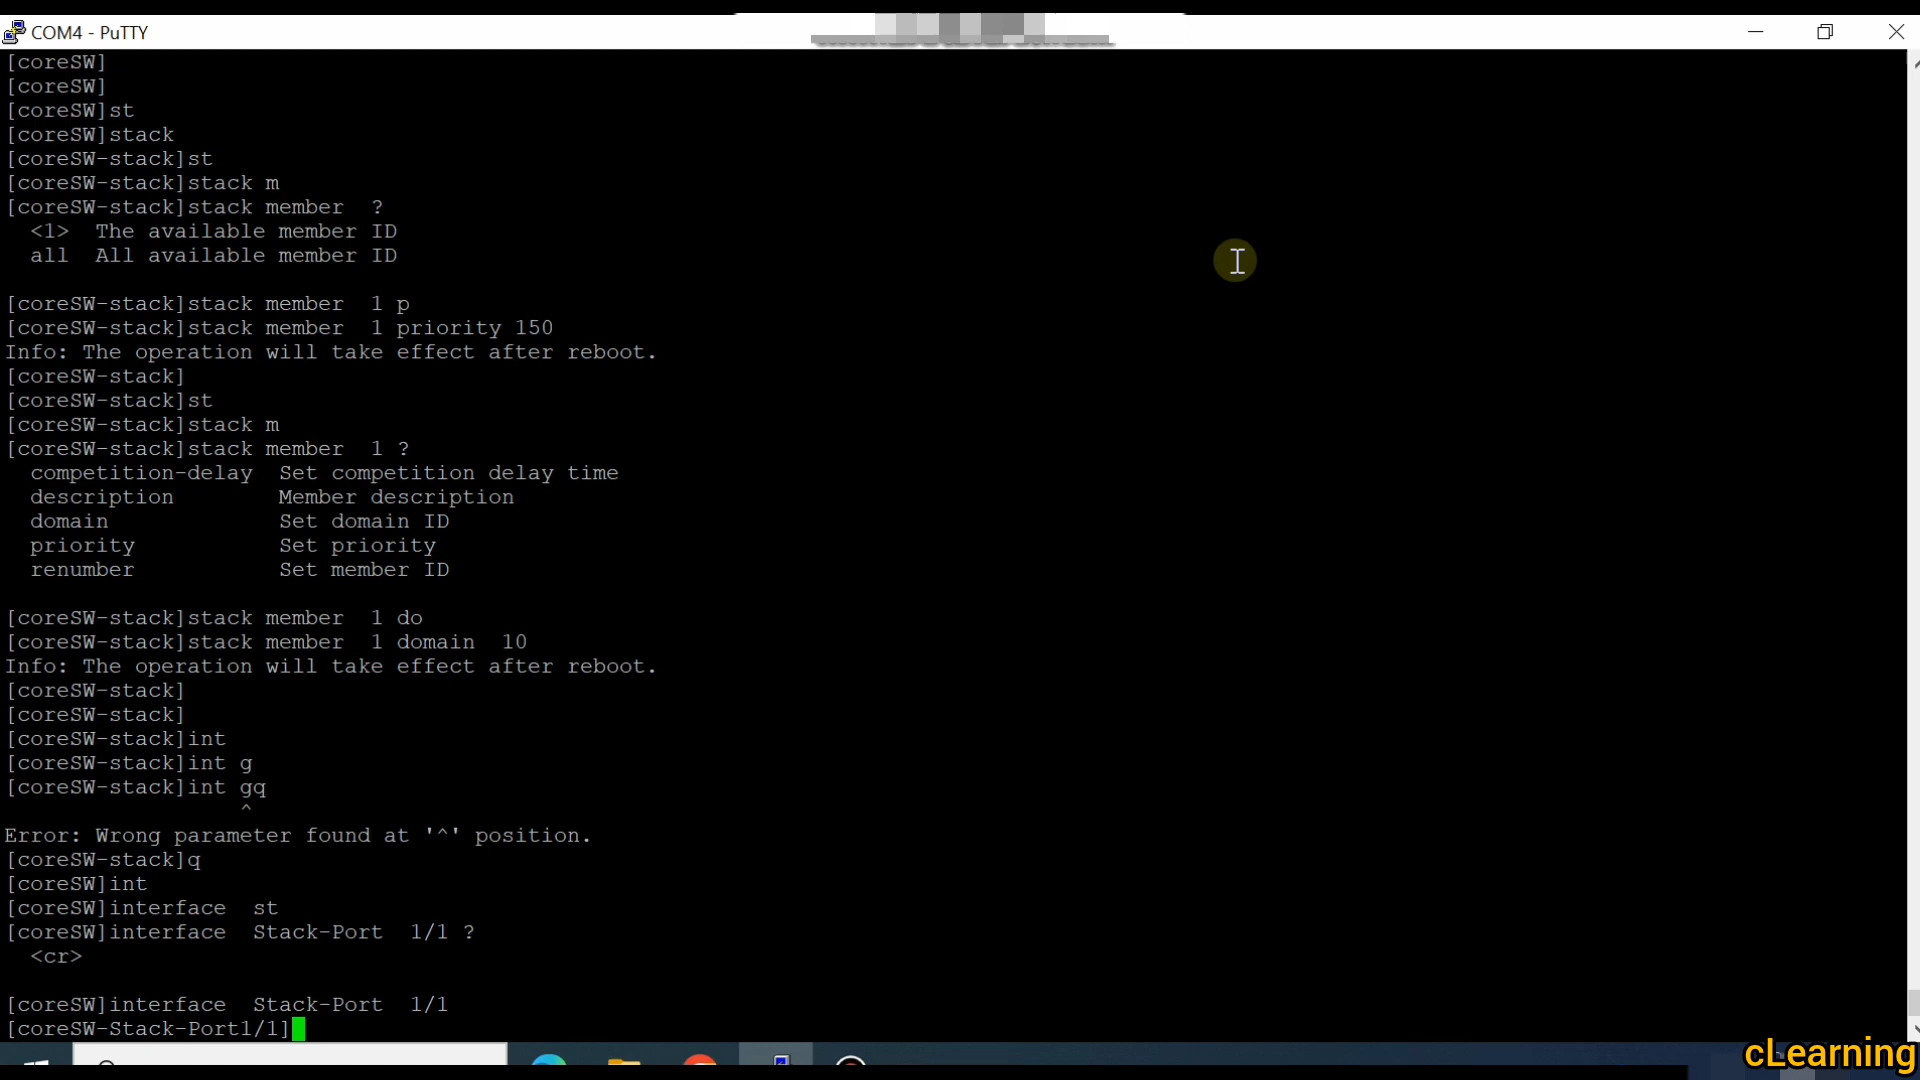 COM4 - PuTTY
[coreSW]
[coreSW]
[coreSW]st
[coreSW]stack
[coreSW-stack]st
[coreSW-stack]stack m
[coreSW-stack]stack member  ?
<1>  The available member ID
all  All available member ID
[coreSW-stack]stack member  1 p
[coreSW-stack]stack member  1 priority 150
Info: The operation will take effect after reboot.
[coreSW-stack]
[coreSW-stack]st
[coreSW-stack]stack m
[coreSW-stack]stack member  1 ?
competition-delay  Set competition delay time
description        Member description
domain             Set domain ID
priority           Set priority
renumber           Set member ID
[coreSW-stack]stack member  1 do
[coreSW-stack]stack member  1 domain  10
Info: The operation will take effect after reboot.
[coreSW-stack]
[coreSW-stack]
[coreSW-stack]int
[coreSW-stack]int g
[coreSW-stack]int gq
^
Error: Wrong parameter found at '^' position.
[coreSW-stack]q
[coreSW]int
[coreSW]interface  st
[coreSW]interface  Stack-Port  1/1 ?
<cr>
[coreSW]interface  Stack-Port  1/1
[coreSW-Stack-Port1/1]
cLearning